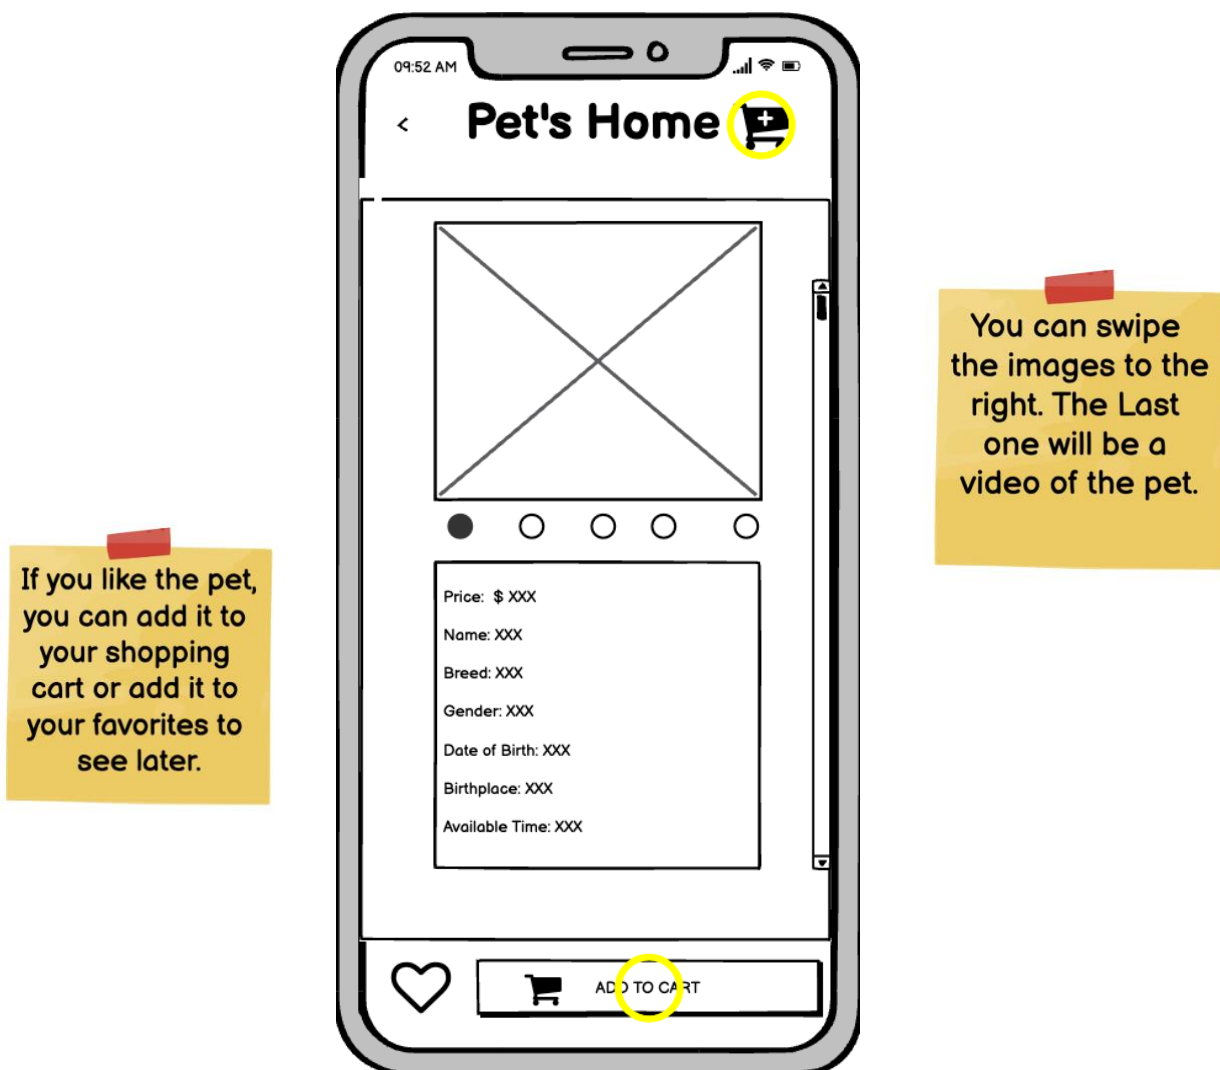 09:52 AM
<
Pet's Home
You can swipe
the images to the
right. The Last
one will be a
video of the pet.
If you like the pet,
you can add it to
your shopping
cart or add it to
your favorites to
see later.
Price:  $ XXX
Name: XXX
Breed: XXX
Gender: XXX
Date of Birth: XXX
Birthplace: XXX
Available Time: XXX
ADD TO CART